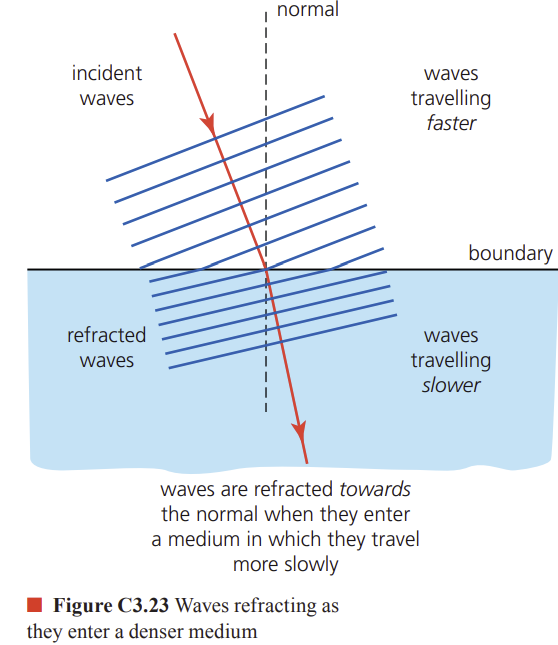 normal
incident
waves
waves
travelling
faster
boundary
refracted
waves
waves
travelling
slower
waves are refracted towards
the normal when they enter
a medium in which they travel
more slowly
Figure C3.23 Waves refracting as
they enter a denser medium